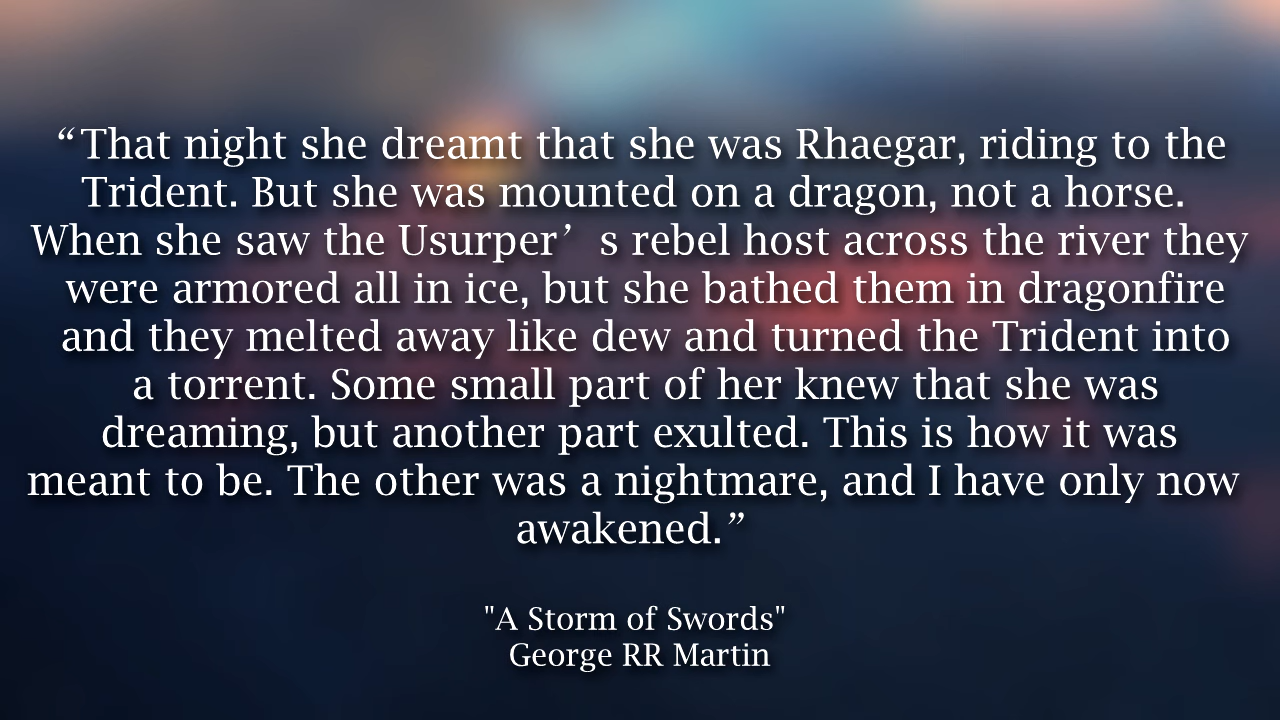 “That night she dreamt that she was Rhaegar, riding to the
Trident. But she was mounted on a dragon, not a horse.
When she saw the Usurper’s rebel host across the river they
were armored all in ice, but she bathed them in dragonfire
and they melted away like dew and turned the Trident into
a torrent. Some small part of her knew that she was
dreaming, but another part exulted. This is how it was
meant to be. The other was a nightmare, and I have only now
awakened.”
"A Storm of Swords"
George RR Martin